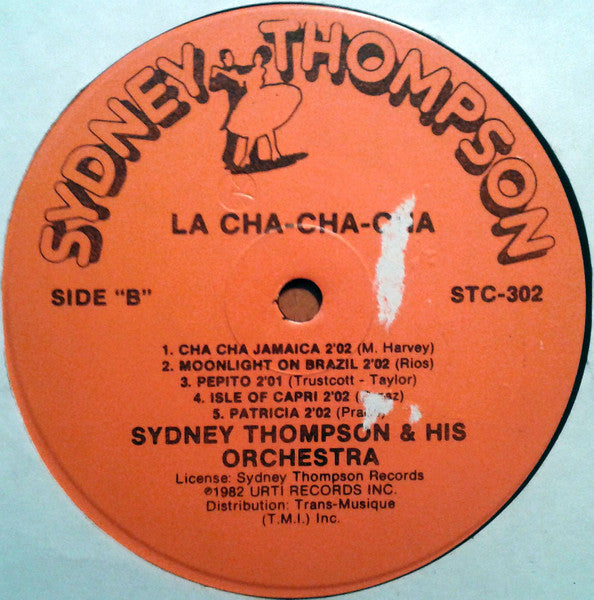 SYDNEY THOMPSON
LA CHA-CHA-CHA
SIDE "B"
STC-302
1. CHA CHA JAMAICA 2'02 (M. Harvey)
2. MOONLIGHT ON BRAZIL 2'02 (Rios)
3. PEPITO 2'01 (Trustcott - Taylor)
4. ISLE OF CAPRI 2'02
5. PATRICIA 2'02
SYDNEY THOMPSON & HIS
ORCHESTRA
License: Sydney Thompson Records
℗1982 URTI RECORDS INC.
Distribution: Trans-Musique
(T.M.I.) Inc.